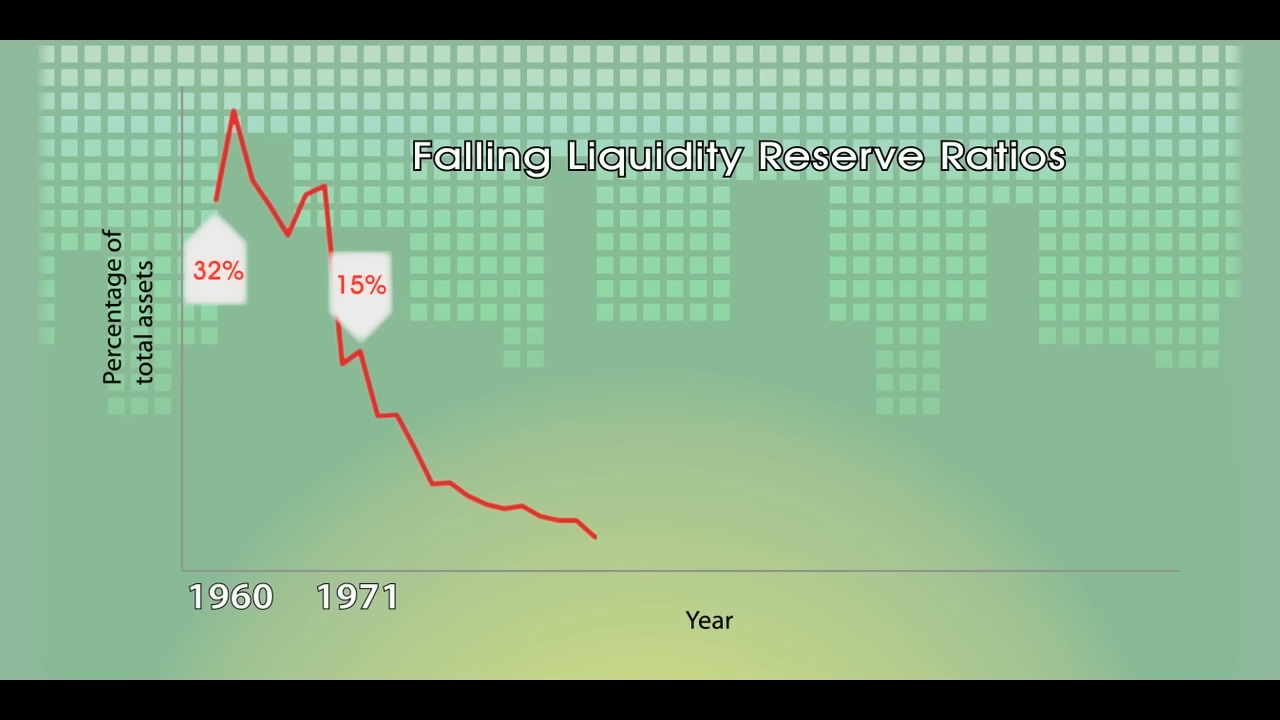 Falling Liquidity Reserve Ratios
Percentage of
total assets
32%
15%
1960
1971
Year